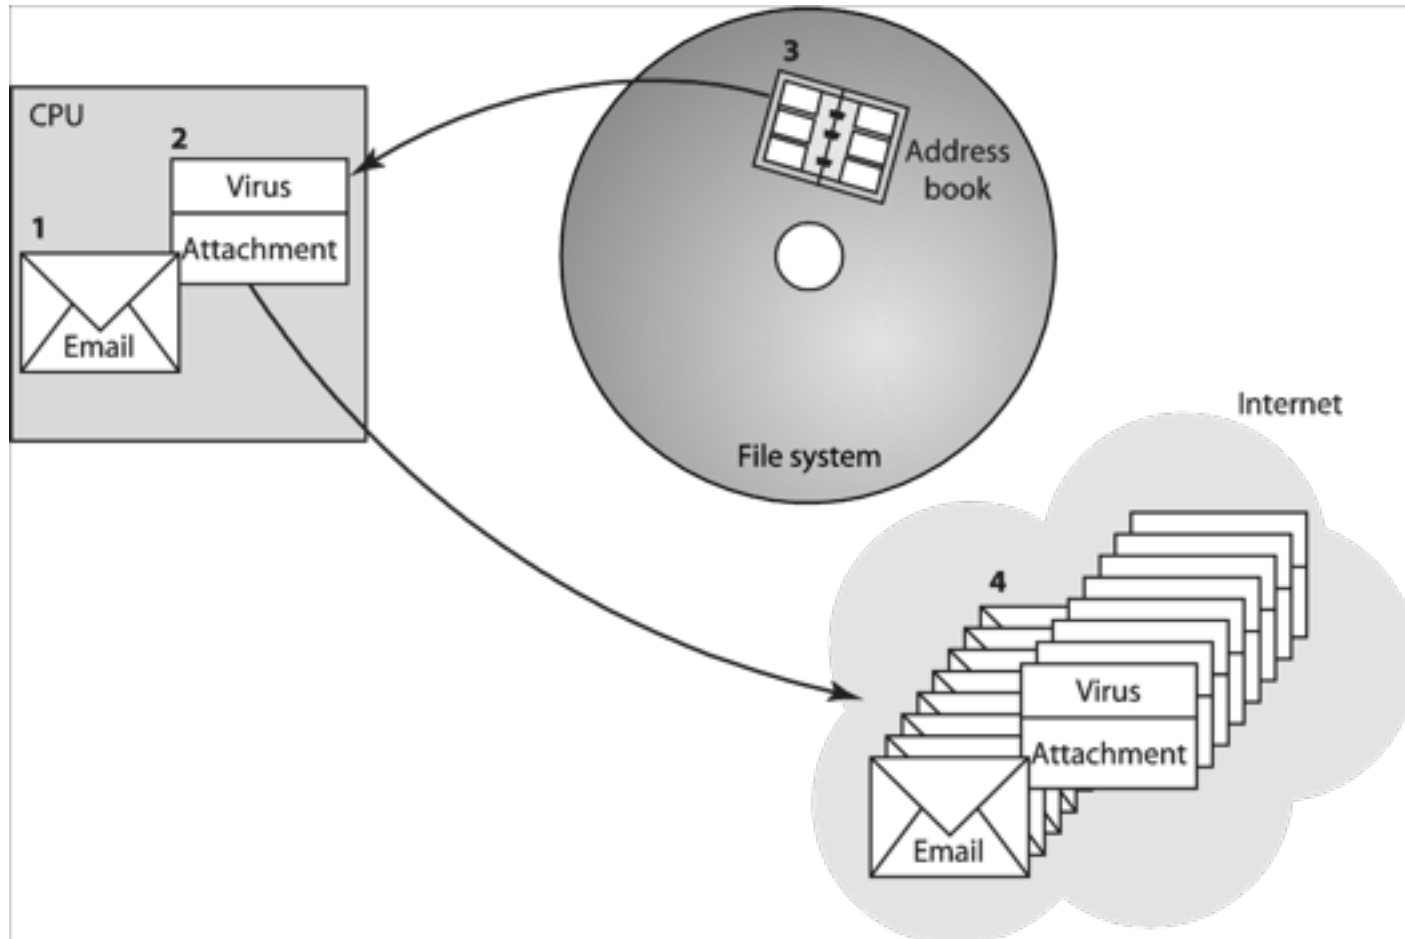 CPU
2
Virus
Attachment
1
Email
3
Address
book
File system
Internet
4
Virus
Attachment
Email